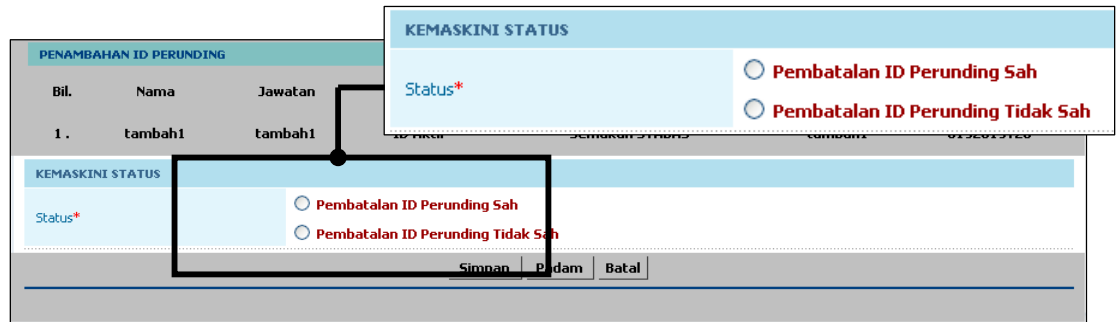 KEMASKINI STATUS
Status*
Pembatalan ID Perunding Sah
Pembatalan ID Perunding Tidak Sah
PENAMBAHAN ID PERUNDING
Bil. Nama Jawatan
1 . tambah1 tambah1
KEMASKINI STATUS
Status*
Pembatalan ID Perunding Sah
Pembatalan ID Perunding Tidak Sah
Simpan Padam Batal